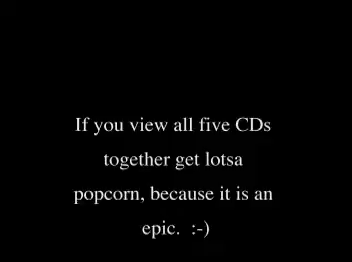 If you view all five CDs
together get lotsa
popcorn, because it is an
epic.  :-)